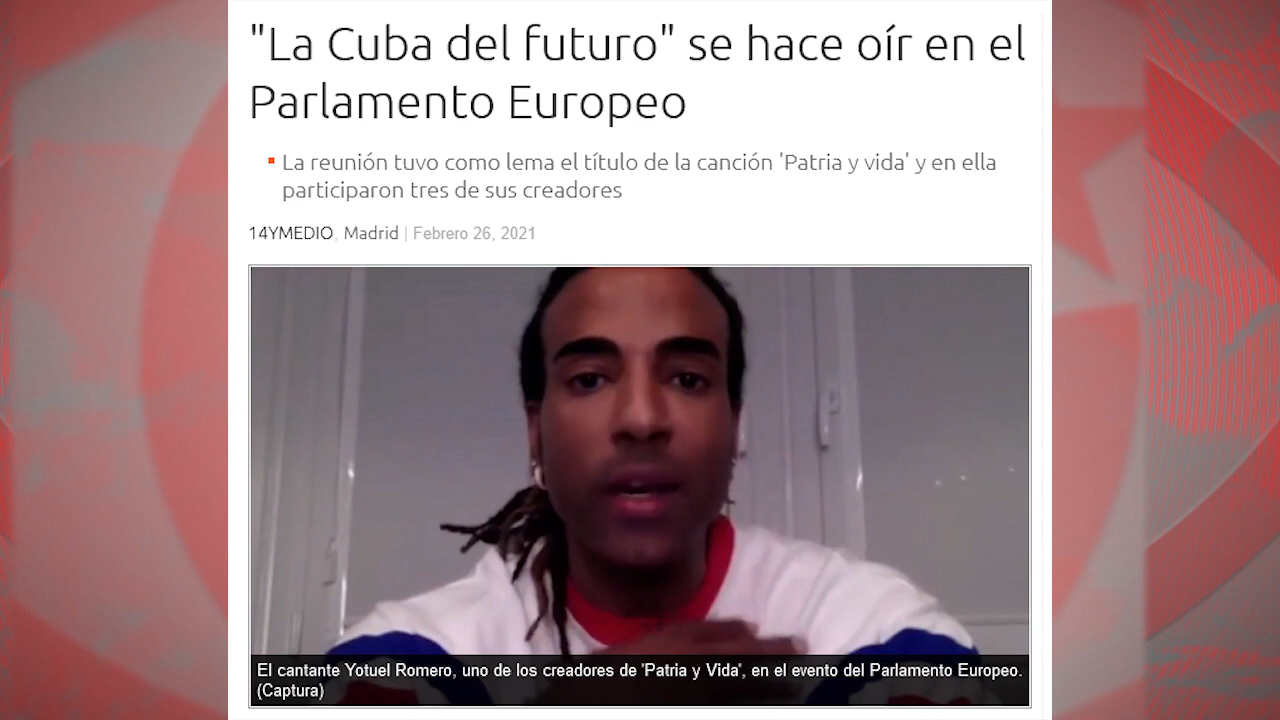 "La Cuba del futuro" se hace oír en el
Parlamento Europeo
La reunión tuvo como lema el título de la canción 'Patria y vida' y en ella
participaron tres de sus creadores
14YMEDIO, Madrid | Febrero 26, 2021
El cantante Yotuel Romero, uno de los creadores de 'Patria y Vida', en el evento del Parlamento Europeo.
(Captura)